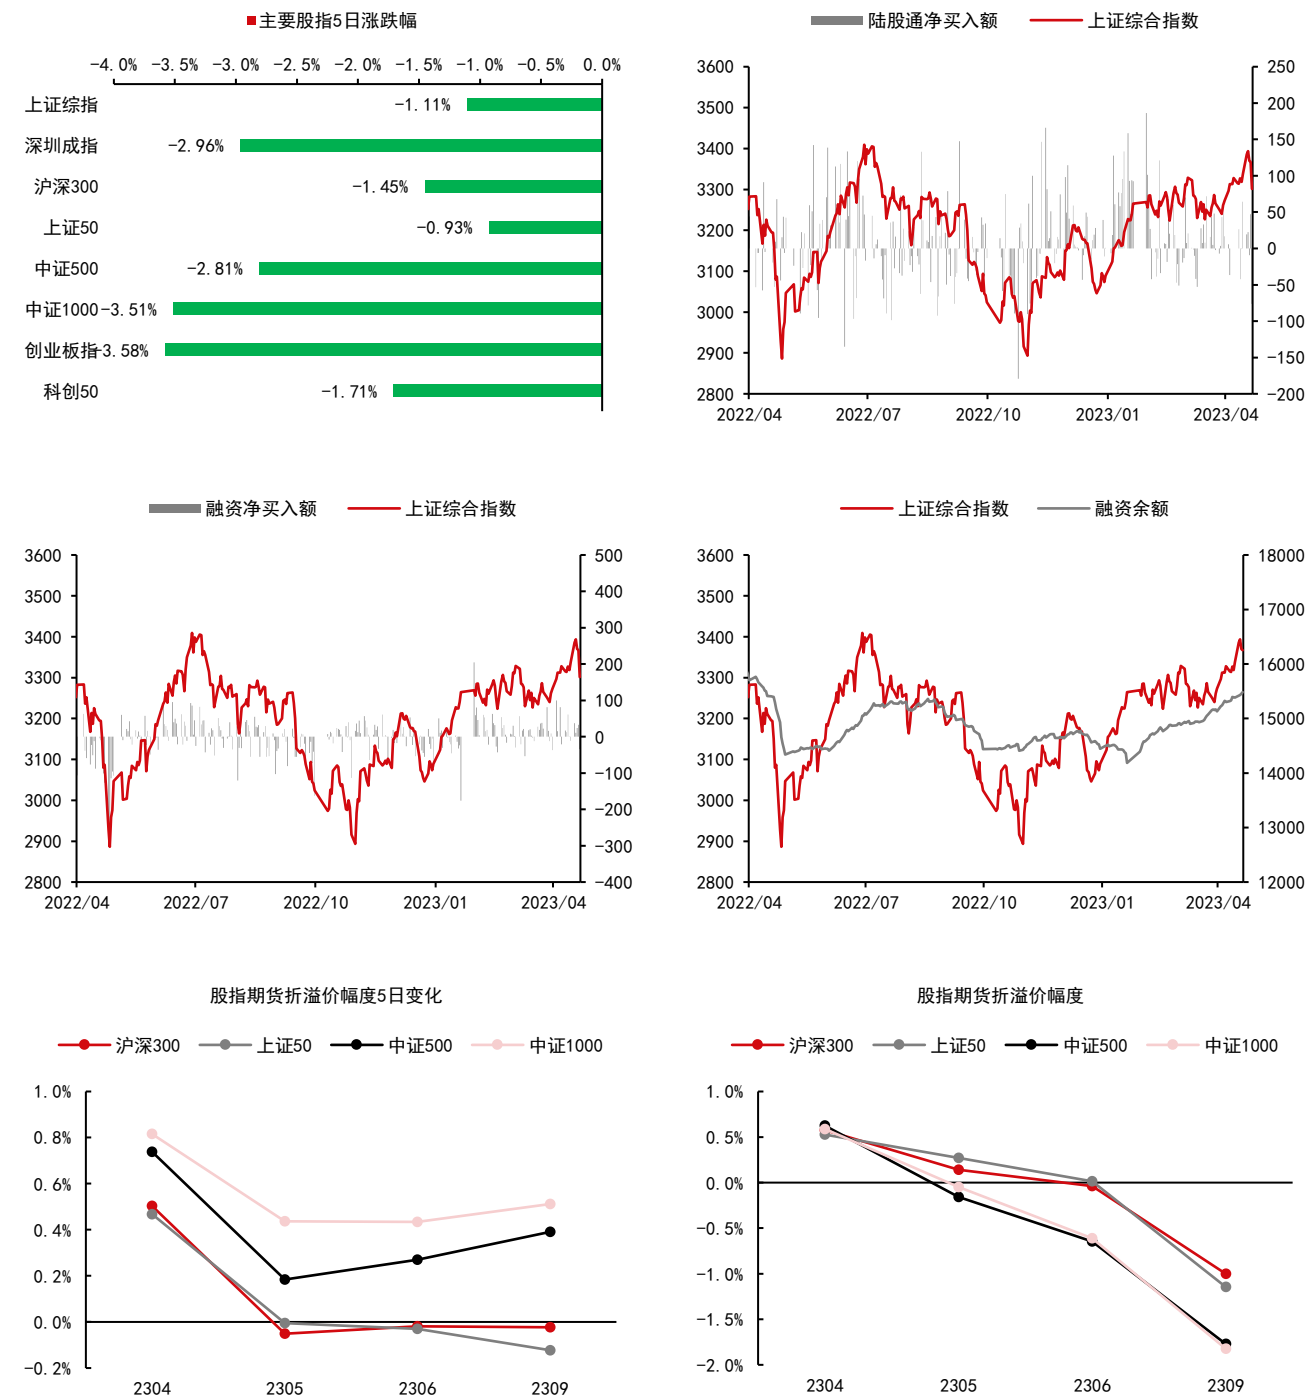 主要股指5日涨跌幅
-4.0% -3.5% -3.0% -2.5% -2.0% -1.5% -1.0% -0.5% 0.0%
上证综指 -1.11%
深圳成指 -2.96%
沪深300 -1.45%
上证50 -0.93%
中证500 -2.81%
中证1000 -3.51%
创业板指 -3.58%
科创50 -1.71%
陆股通净买入额 上证综合指数
3600 250
3500 200
3400 150
3300 100
3200 50
3100 0
3000 -50
2900 -100
2800 -150
-200
2022/04 2022/07 2022/10 2023/01 2023/04
融资净买入额 上证综合指数
3600 500
3500 400
3400 300
3300 200
3200 100
3100 0
3000 -100
2900 -200
2800 -300
-400
2022/04 2022/07 2022/10 2023/01 2023/04
上证综合指数 融资余额
3600 18000
3500 17000
3400 16000
3300 15000
3200 14000
3100 13000
3000 12000
2900
2800
2022/04 2022/07 2022/10 2023/01 2023/04
股指期货折溢价幅度5日变化
沪深300 上证50 中证500 中证1000
1.0%
0.8%
0.6%
0.4%
0.2%
0.0%
-0.2%
2304 2305 2306 2309
股指期货折溢价幅度
沪深300 上证50 中证500 中证1000
1.0%
0.5%
0.0%
-0.5%
-1.0%
-1.5%
-2.0%
2304 2305 2306 2309